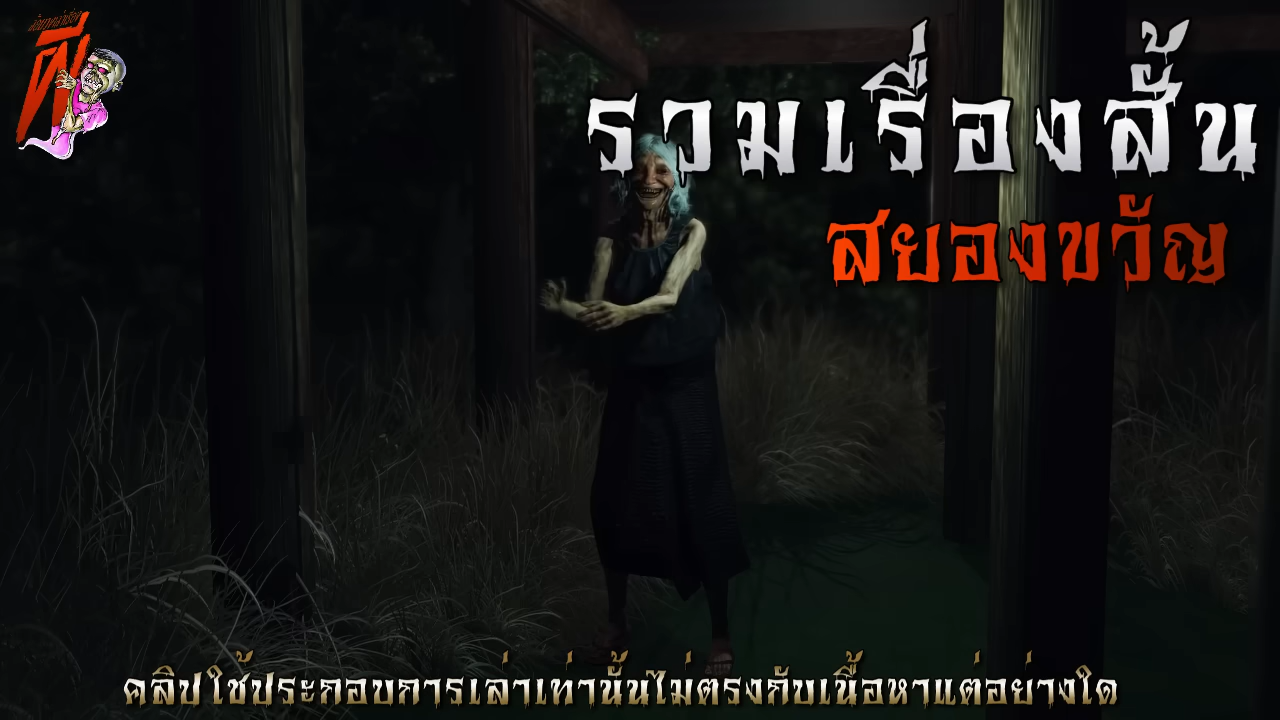 ผี
รวมเรื่องสั้น
สยองขวัญ
คลิปใช้ประกอบการเล่าเท่านั้นไม่ตรงกับเนื้อหาแต่อย่างใด